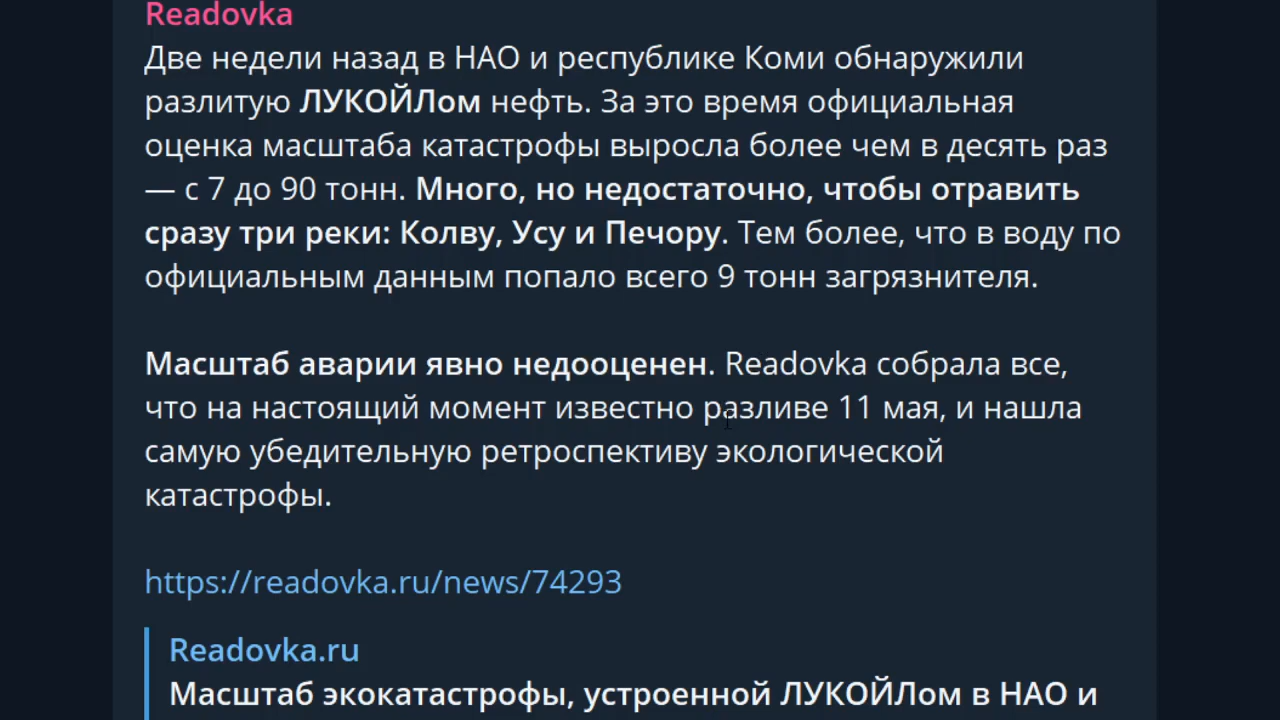 Readovka
Две недели назад в НАО и республике Коми обнаружили
разлитую ЛУКОЙЛом нефть. За это время официальная
оценка масштаба катастрофы выросла более чем в десять раз
— с 7 до 90 тонн. Много, но недостаточно, чтобы отравить
сразу три реки: Колву, Усу и Печору. Тем более, что в воду по
официальным данным попало всего 9 тонн загрязнителя.
Масштаб аварии явно недооценен. Readovka собрала все,
что на настоящий момент известно разливе 11 мая, и нашла
самую убедительную ретроспективу экологической
катастрофы.
https://readovka.ru/news/74293
Readovka.ru
Масштаб экокатастрофы, устроенной ЛУКОЙЛом в НАО и